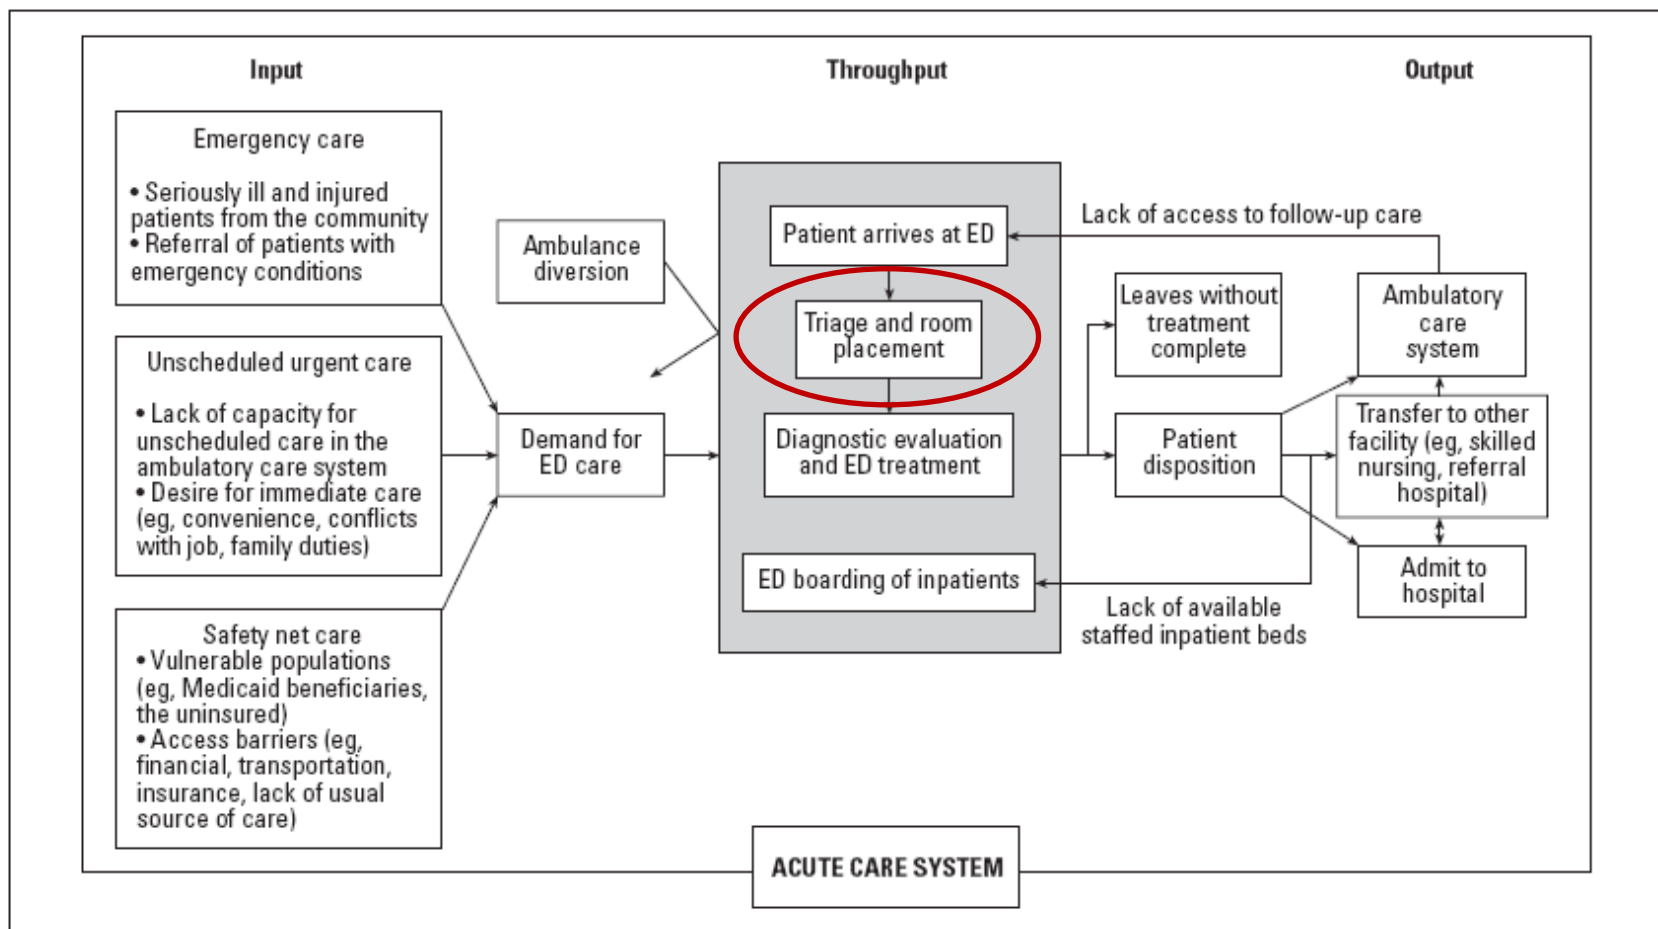 Input
Throughput
Output
Emergency care
• Seriously ill and injured
patients from the community
• Referral of patients with
emergency conditions
Unscheduled urgent care
• Lack of capacity for
unscheduled care in the
ambulatory care system
• Desire for immediate care
(eg, convenience, conflicts
with job, family duties)
Safety net care
• Vulnerable populations
(eg, Medicaid beneficiaries,
the uninsured)
• Access barriers (eg,
financial, transportation,
insurance, lack of usual
source of care)
Ambulance
diversion
Demand for
ED care
Patient arrives at ED
Triage and room
placement
Diagnostic evaluation
and ED treatment
ED boarding of inpatients
Lack of access to follow-up care
Leaves without
treatment
complete
Patient
disposition
Lack of available
staffed inpatient beds
Ambulatory
care
system
Transfer to other
facility (eg, skilled
nursing, referral
hospital)
Admit to
hospital
ACUTE CARE SYSTEM